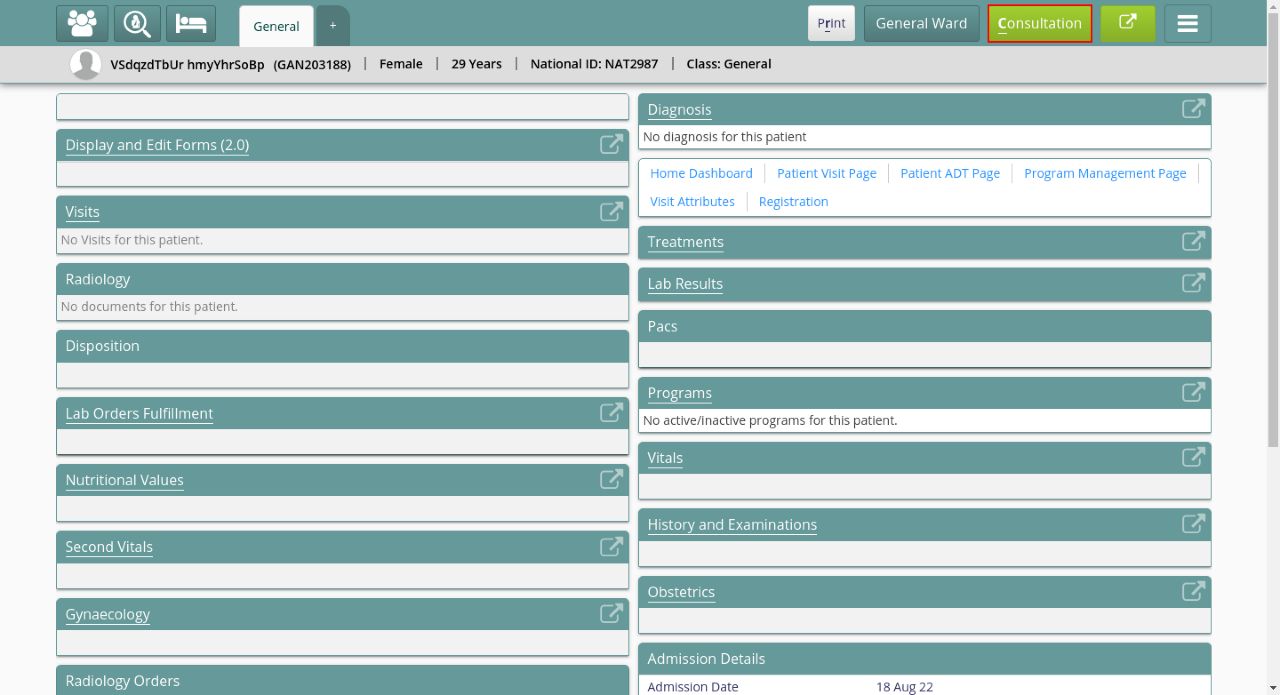 General
+
Print
General Ward
Consultation
VSdqzdTbUr hmyYhrSoBp (GAN203188) | Female | 29 Years | National ID: NAT2987 | Class: General
Display and Edit Forms (2.0)
Visits
No Visits for this patient.
Radiology
No documents for this patient.
Disposition
Lab Orders Fulfillment
Nutritional Values
Second Vitals
Gynaecology
Radiology Orders
Diagnosis
No diagnosis for this patient
Home Dashboard
Patient Visit Page
Patient ADT Page
Program Management Page
Visit Attributes
Registration
Treatments
Lab Results
Pacs
Programs
No active/inactive programs for this patient.
Vitals
History and Examinations
Obstetrics
Admission Details
Admission Date 18 Aug 22